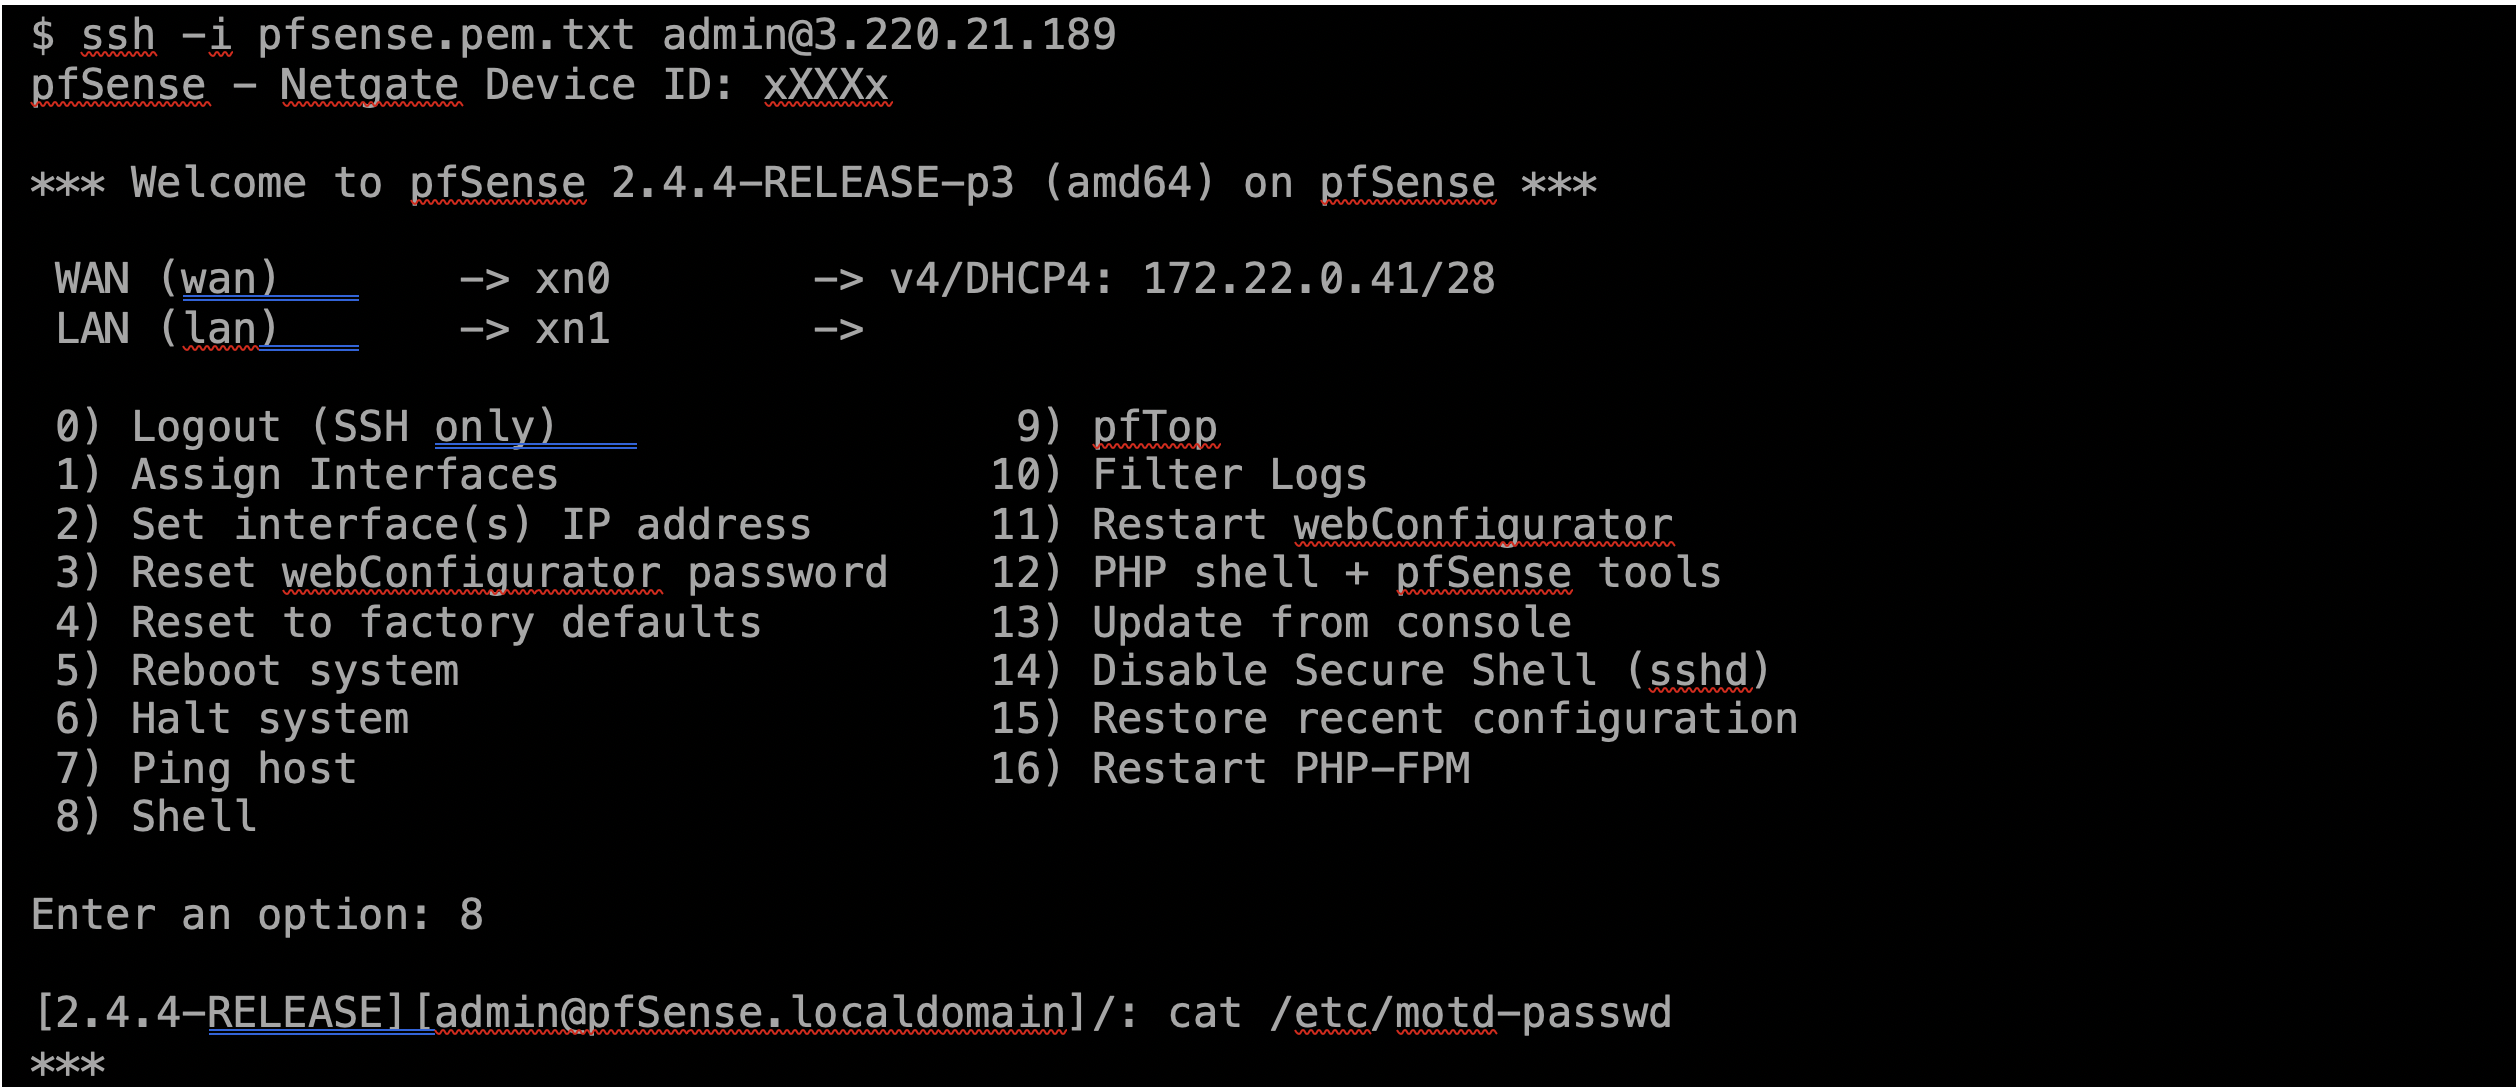 $ ssh -i pfsense.pem.txt admin@3.220.21.189
pfSense - Netgate Device ID: xXXXx
*** Welcome to pfSense 2.4.4-RELEASE-p3 (amd64) on pfSense ***
WAN (wan)       -> xn0        -> v4/DHCP4: 172.22.0.41/28
LAN (lan)       -> xn1        ->
0) Logout (SSH only)                  9) pfTop
1) Assign Interfaces                 10) Filter Logs
2) Set interface(s) IP address       11) Restart webConfigurator
3) Reset webConfigurator password    12) PHP shell + pfSense tools
4) Reset to factory defaults         13) Update from console
5) Reboot system                     14) Disable Secure Shell (sshd)
6) Halt system                       15) Restore recent configuration
7) Ping host                         16) Restart PHP-FPM
8) Shell
Enter an option: 8
[2.4.4-RELEASE][admin@pfSense.localdomain]/: cat /etc/motd-passwd
***